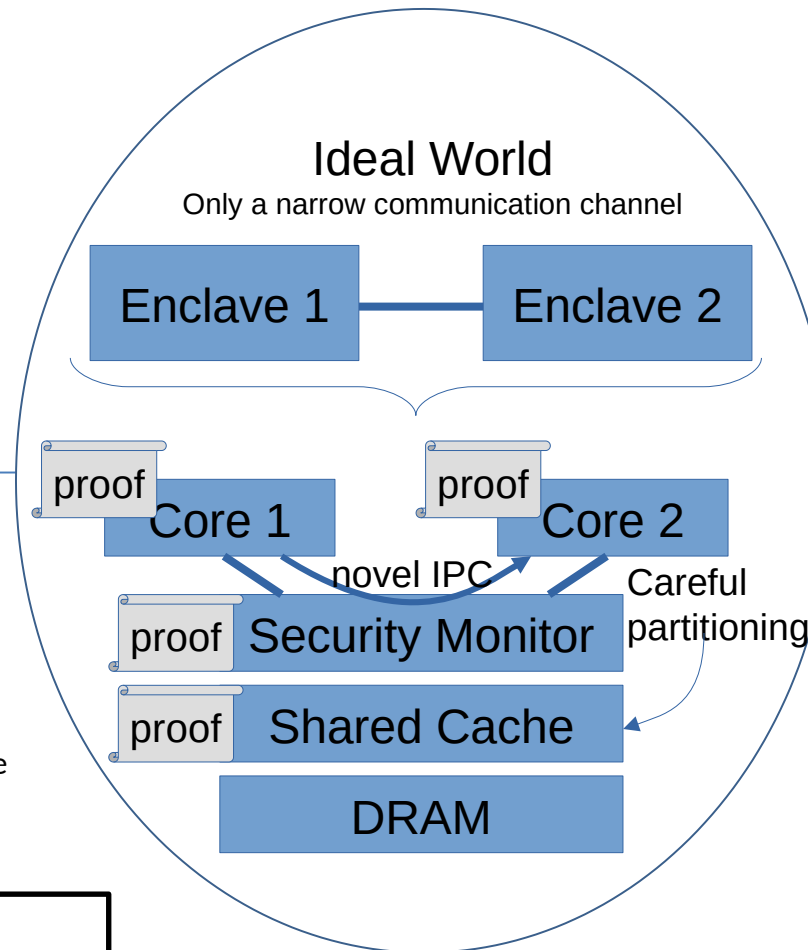 Ideal World
Only a narrow communication channel
Enclave 1
Enclave 2
proof
Core 1
proof
Core 2
novel IPC
Careful
partitioning
proof
Security Monitor
proof
Shared Cache
e
DRAM